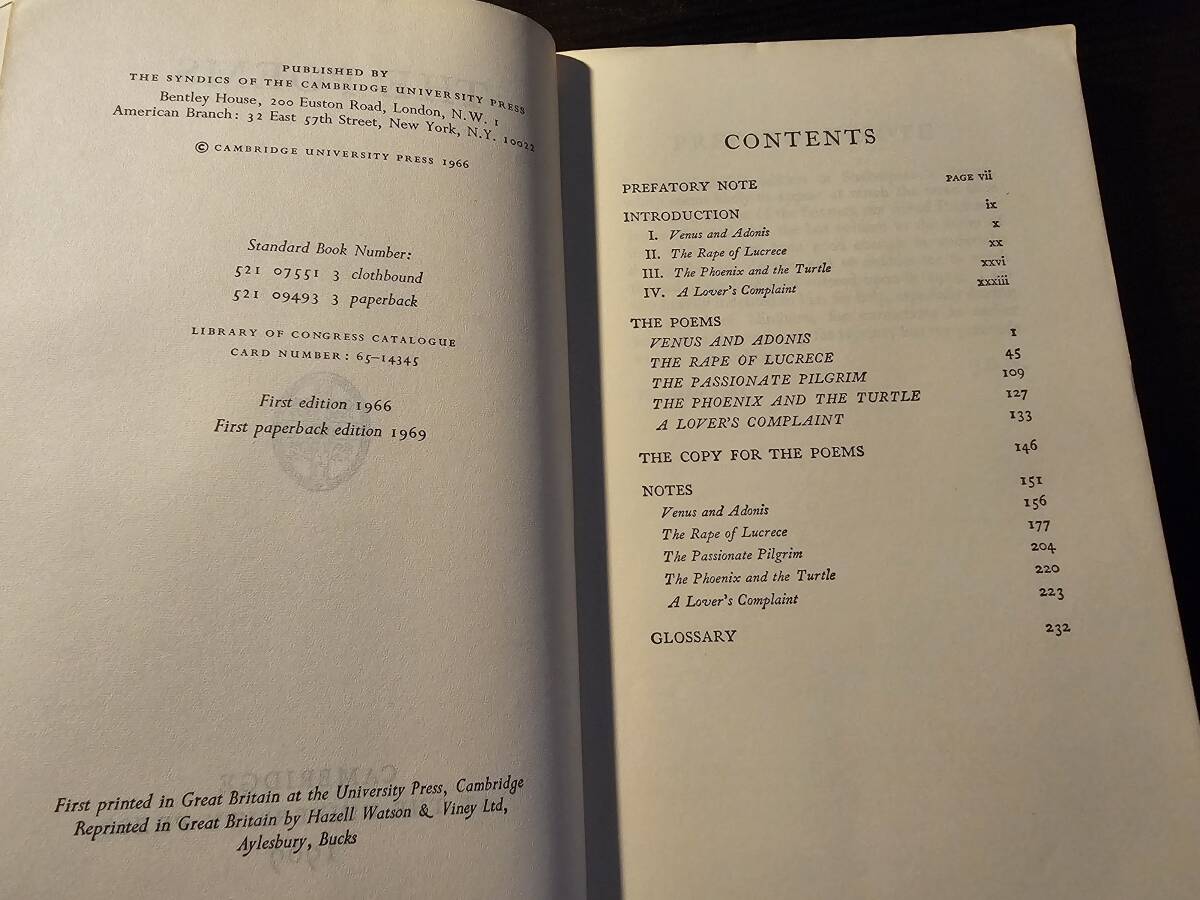 PUBLISHED BY
THE SYNDICS OF THE CAMBRIDGE UNIVERSITY PRESS
Bentley House, 200 Euston Road, London, N.W. 1
American Branch: 32 East 57th Street, New York, N.Y. 10022
© CAMBRIDGE UNIVERSITY PRESS 1966
Standard Book Number:
521 07551 3 clothbound
521 09493 3 paperback
LIBRARY OF CONGRESS CATALOGUE
CARD NUMBER: 65–14345
First edition 1966
First paperback edition 1969
First printed in Great Britain at the University Press, Cambridge
Reprinted in Great Britain by Hazell Watson & Viney Ltd,
Aylesbury, Bucks
CONTENTS
PREFATORY NOTE PAGE vii
INTRODUCTION ix
I. Venus and Adonis x
II. The Rape of Lucrece xx
III. The Phoenix and the Turtle xxvi
IV. A Lover's Complaint xxxiii
THE POEMS
VENUS AND ADONIS 1
THE RAPE OF LUCRECE 45
THE PASSIONATE PILGRIM 109
THE PHOENIX AND THE TURTLE 127
A LOVER'S COMPLAINT 133
THE COPY FOR THE POEMS 146
NOTES 151
Venus and Adonis 156
The Rape of Lucrece 177
The Passionate Pilgrim 204
The Phoenix and the Turtle 220
A Lover's Complaint 223
GLOSSARY 232